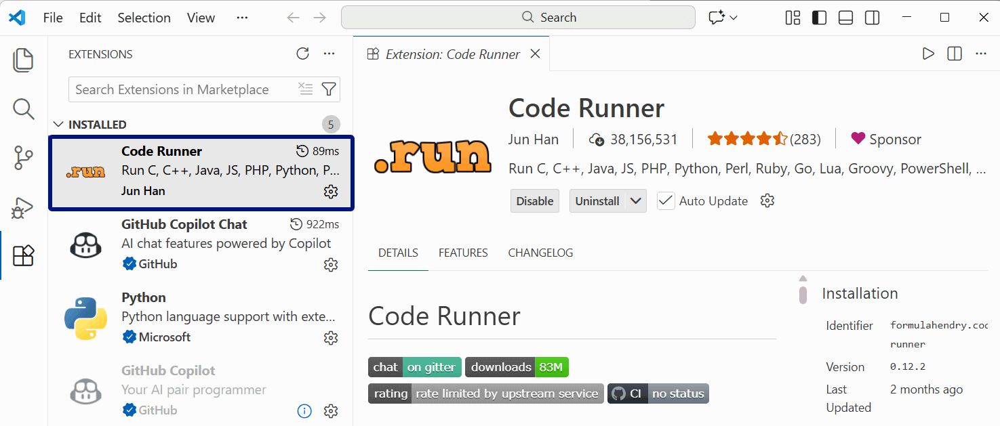 File Edit Selection View ··· Search
EXTENSIONS
Search Extensions in Marketplace
INSTALLED 5
.run
Code Runner 89ms
Run C, C++, Java, JS, PHP, Python, P...
Jun Han
GitHub Copilot Chat 922ms
AI chat features powered by Copilot
GitHub
Python
Python language support with exte...
Microsoft
GitHub Copilot
Your AI pair programmer
GitHub
Extension: Code Runner
.run
Code Runner
Jun Han 38,156,531 (283) Sponsor
Run C, C++, Java, JS, PHP, Python, Perl, Ruby, Go, Lua, Groovy, PowerShell, ...
Disable Uninstall Auto Update
DETAILS FEATURES CHANGELOG
Code Runner
chat on gitter downloads 83M
rating rate limited by upstream service CI no status
Installation
Identifier formulahendry.coc
runner
Version 0.12.2
Last 2 months ago
Updated